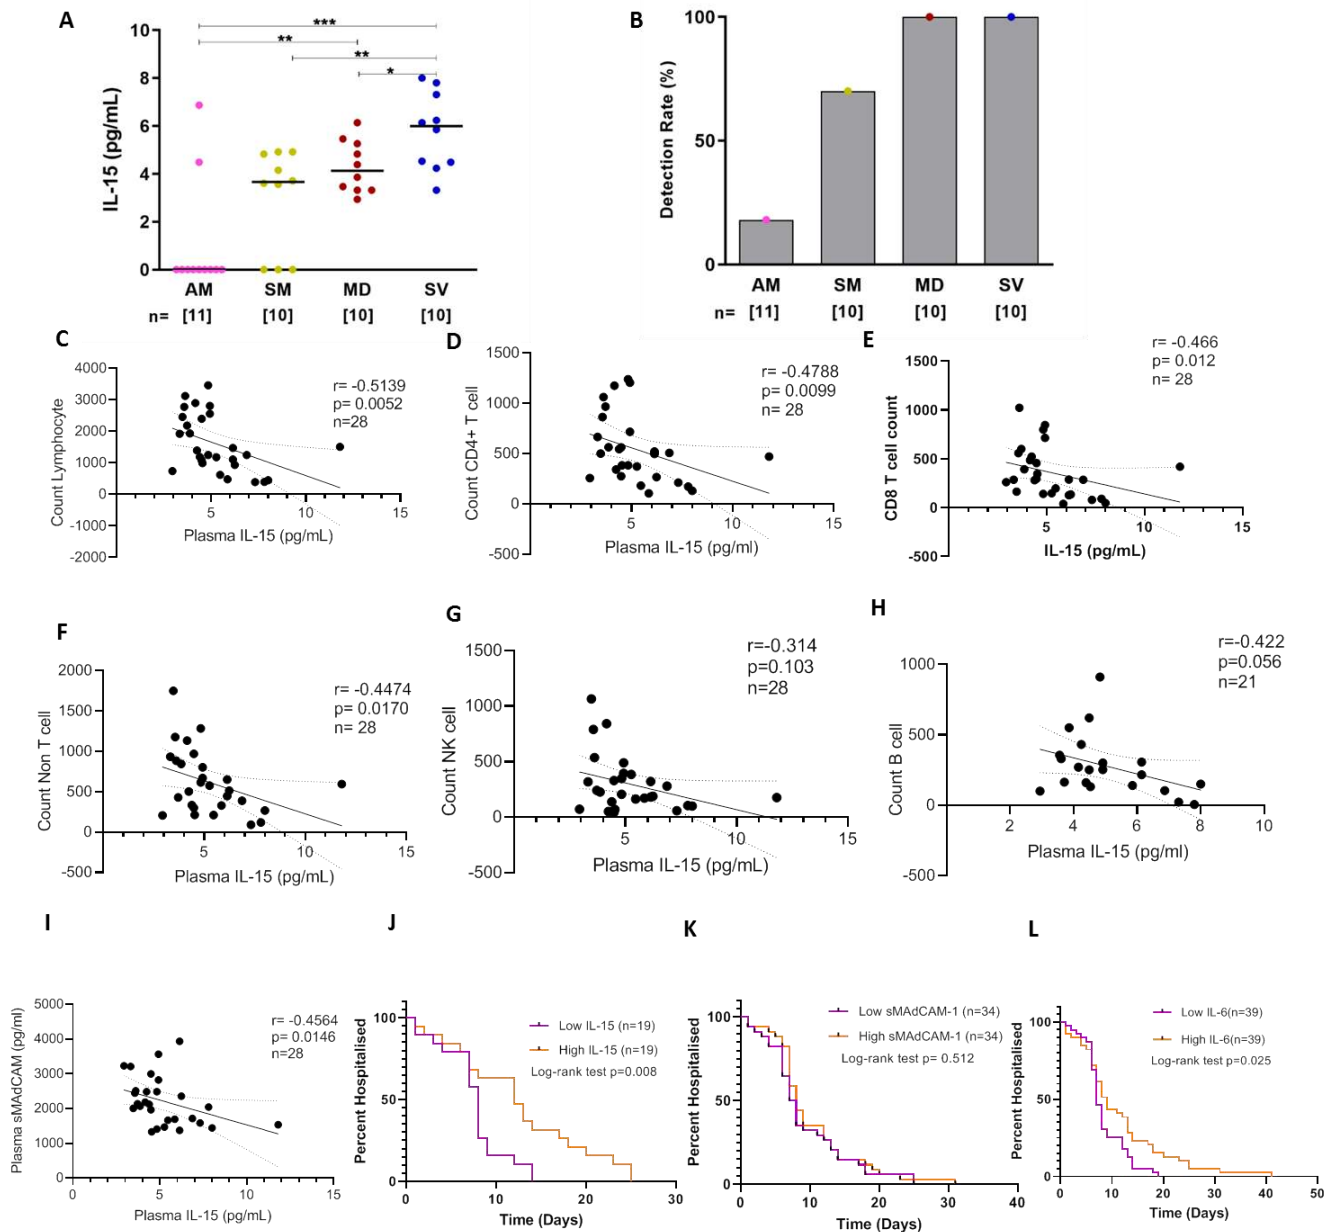 A
***
**
**
*
IL-15 (pg/mL)
10
8
6
4
2
0
AM SM MD SV
n= [11] [10] [10] [10]
B
Detection Rate (%)
100
50
0
AM SM MD SV
n= [11] [10] [10] [10]
C
Count Lymphocyte
4000
3000
2000
1000
0
-1000
-2000
5 10 15
Plasma IL-15 (pg/mL)
r= -0.5139
p= 0.0052
n=28
D
Count CD4+ T cell
1500
1000
500
0
-500
5 10 15
Plasma IL-15 (pg/ml)
r= -0.4788
p= 0.0099
n= 28
E
CD8 T cell count
1500
1000
500
0
-500
5 10 15
IL-15 (pg/mL)
r= -0.466
p= 0.012
n= 28
F
Count Non T cell
2000
1500
1000
500
0
-500
5 10 15
Plasma IL-15 (pg/mL)
r= -0.4474
p= 0.0170
n= 28
G
Count NK cell
1500
1000
500
0
-500
5 10 15
Plasma IL-15 (pg/mL)
r=-0.314
p=0.103
n=28
H
Count B cell
1000
500
0
-500
2 4 6 8 10
Plasma IL-15 (pg/ml)
r=-0.422
p=0.056
n=21
I
Plasma sMAdCAM (pg/ml)
5000
4000
3000
2000
1000
0
0 5 10 15
Plasma IL-15 (pg/mL)
r= -0.4564
p= 0.0146
n=28
J
Percent Hospitalised
100
50
0
0 10 20 30
Time (Days)
Low IL-15 (n=19)
High IL-15 (n=19)
Log-rank test p=0.008
K
Percent Hospitalised
100
50
0
0 10 20 30 40
Time (Days)
Low sMAdCAM-1 (n=34)
High sMAdCAM-1 (n=34)
Log-rank test p= 0.512
L
Percent Hospitalised
100
50
0
0 10 20 30 40 50
Time (Days)
Low IL-6(n=39)
High IL-6(n=39)
Log-rank test p=0.025